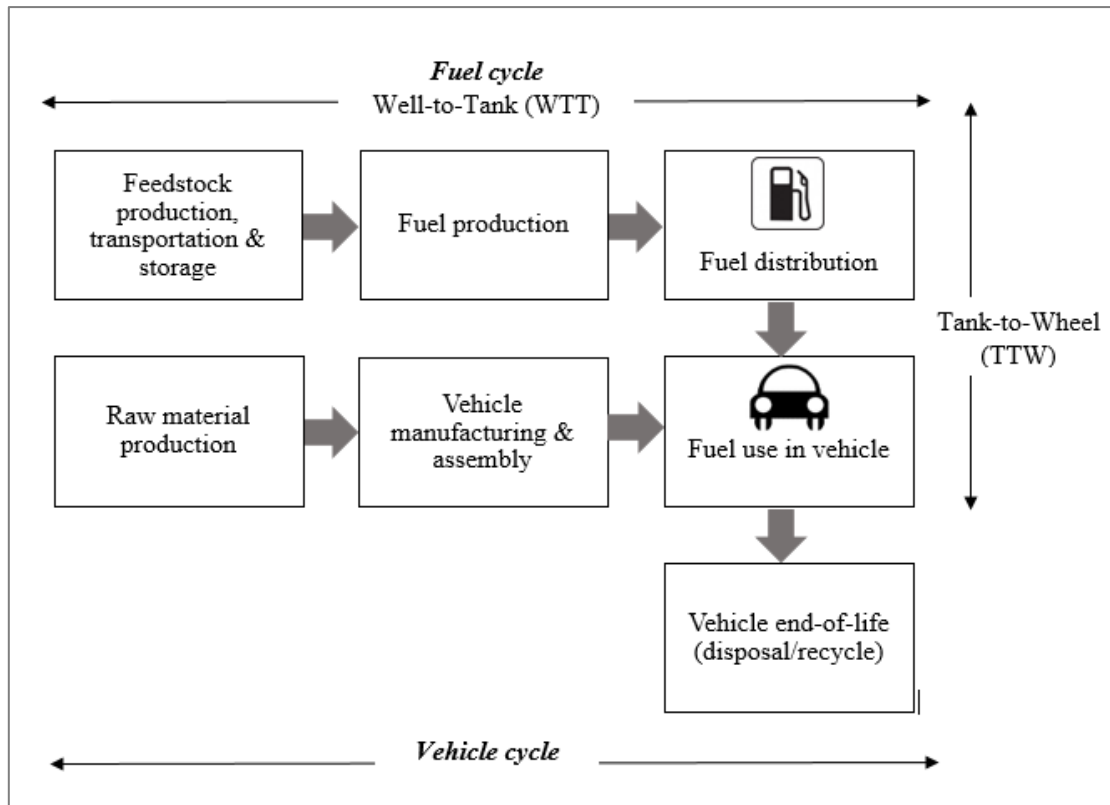 Fuel cycle
Well-to-Tank (WTT)
Feedstock
production,
transportation &
storage
Fuel production
Fuel distribution
Tank-to-Wheel
(TTW)
Raw material
production
Vehicle
manufacturing &
assembly
Fuel use in vehicle
Vehicle end-of-life
(disposal/recycle)
Vehicle cycle